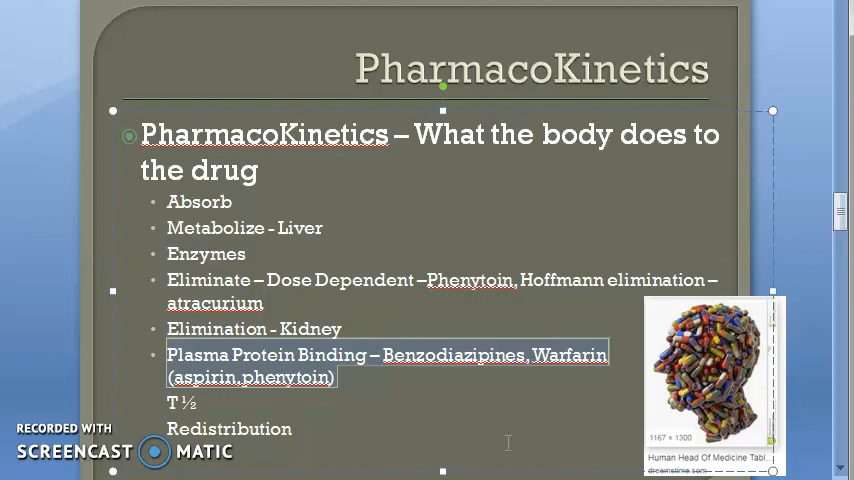 PharmacoKinetics
PharmacoKinetics – What the body does to
the drug
Absorb
Metabolize - Liver
Enzymes
Eliminate – Dose Dependent –Phenytoin, Hoffmann elimination –
atracurium
Elimination - Kidney
Plasma Protein Binding – Benzodiazipines, Warfarin
(aspirin,phenytoin)
T ½
Redistribution
1167 × 1300
Human Head Of Medicine Tabl...
dreamstime.com
RECORDED WITH
SCREENCAST MATIC